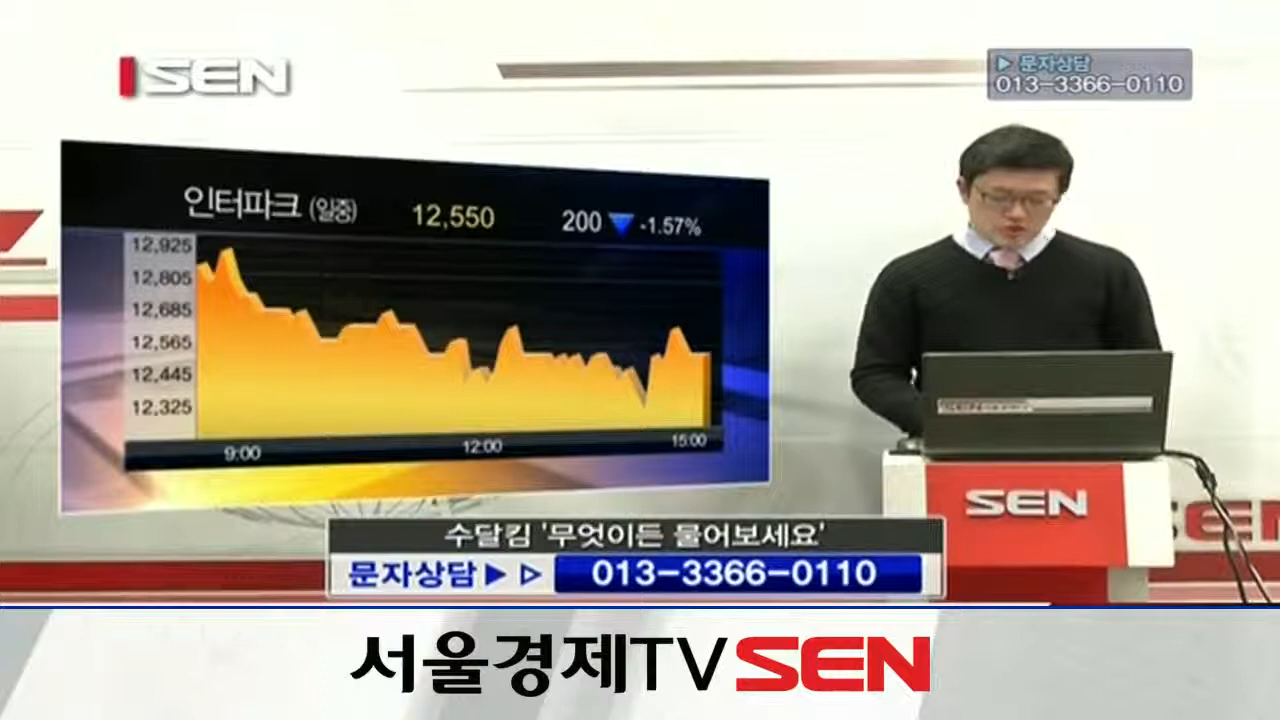 SEN
▶ 문자상담
013-3366-0110
인터파크 (일중) 12,550 200 ▼ -1.57%
12,925
12,805
12,685
12,565
12,445
12,325
9:00 12:00 15:00
SEN
SEN
수달킴 '무엇이든 물어보세요'
문자상담 ▶ ▷ 013-3366-0110
서울경제TV SEN